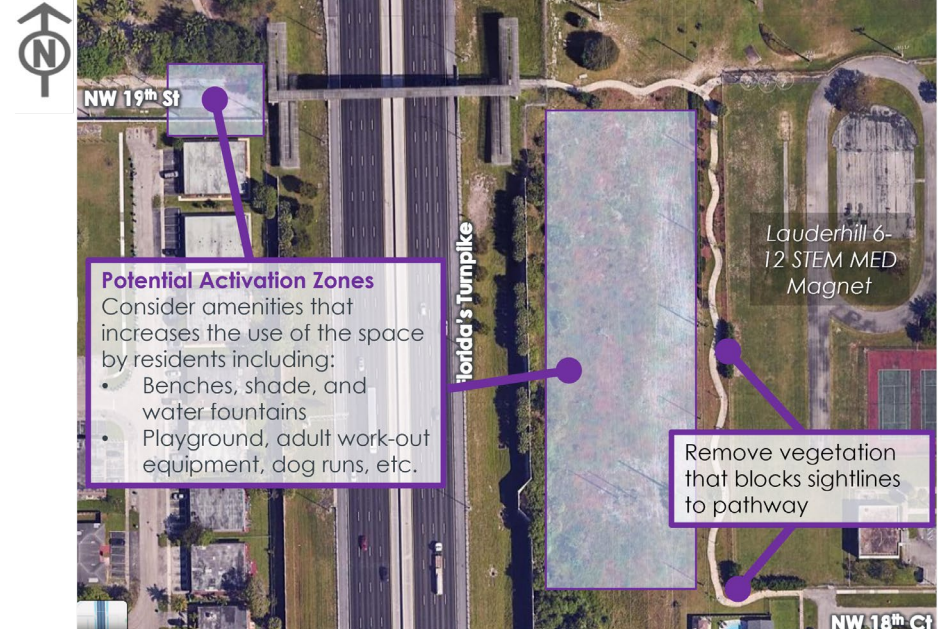 N
NW 19th St
Florida's Turnpike
Lauderhill 6-
12 STEM MED
Magnet
Potential Activation Zones
Consider amenities that
increases the use of the space
by residents including:
• Benches, shade, and
water fountains
• Playground, adult work-out
equipment, dog runs, etc.
Remove vegetation
that blocks sightlines
to pathway
NW 18th Ct